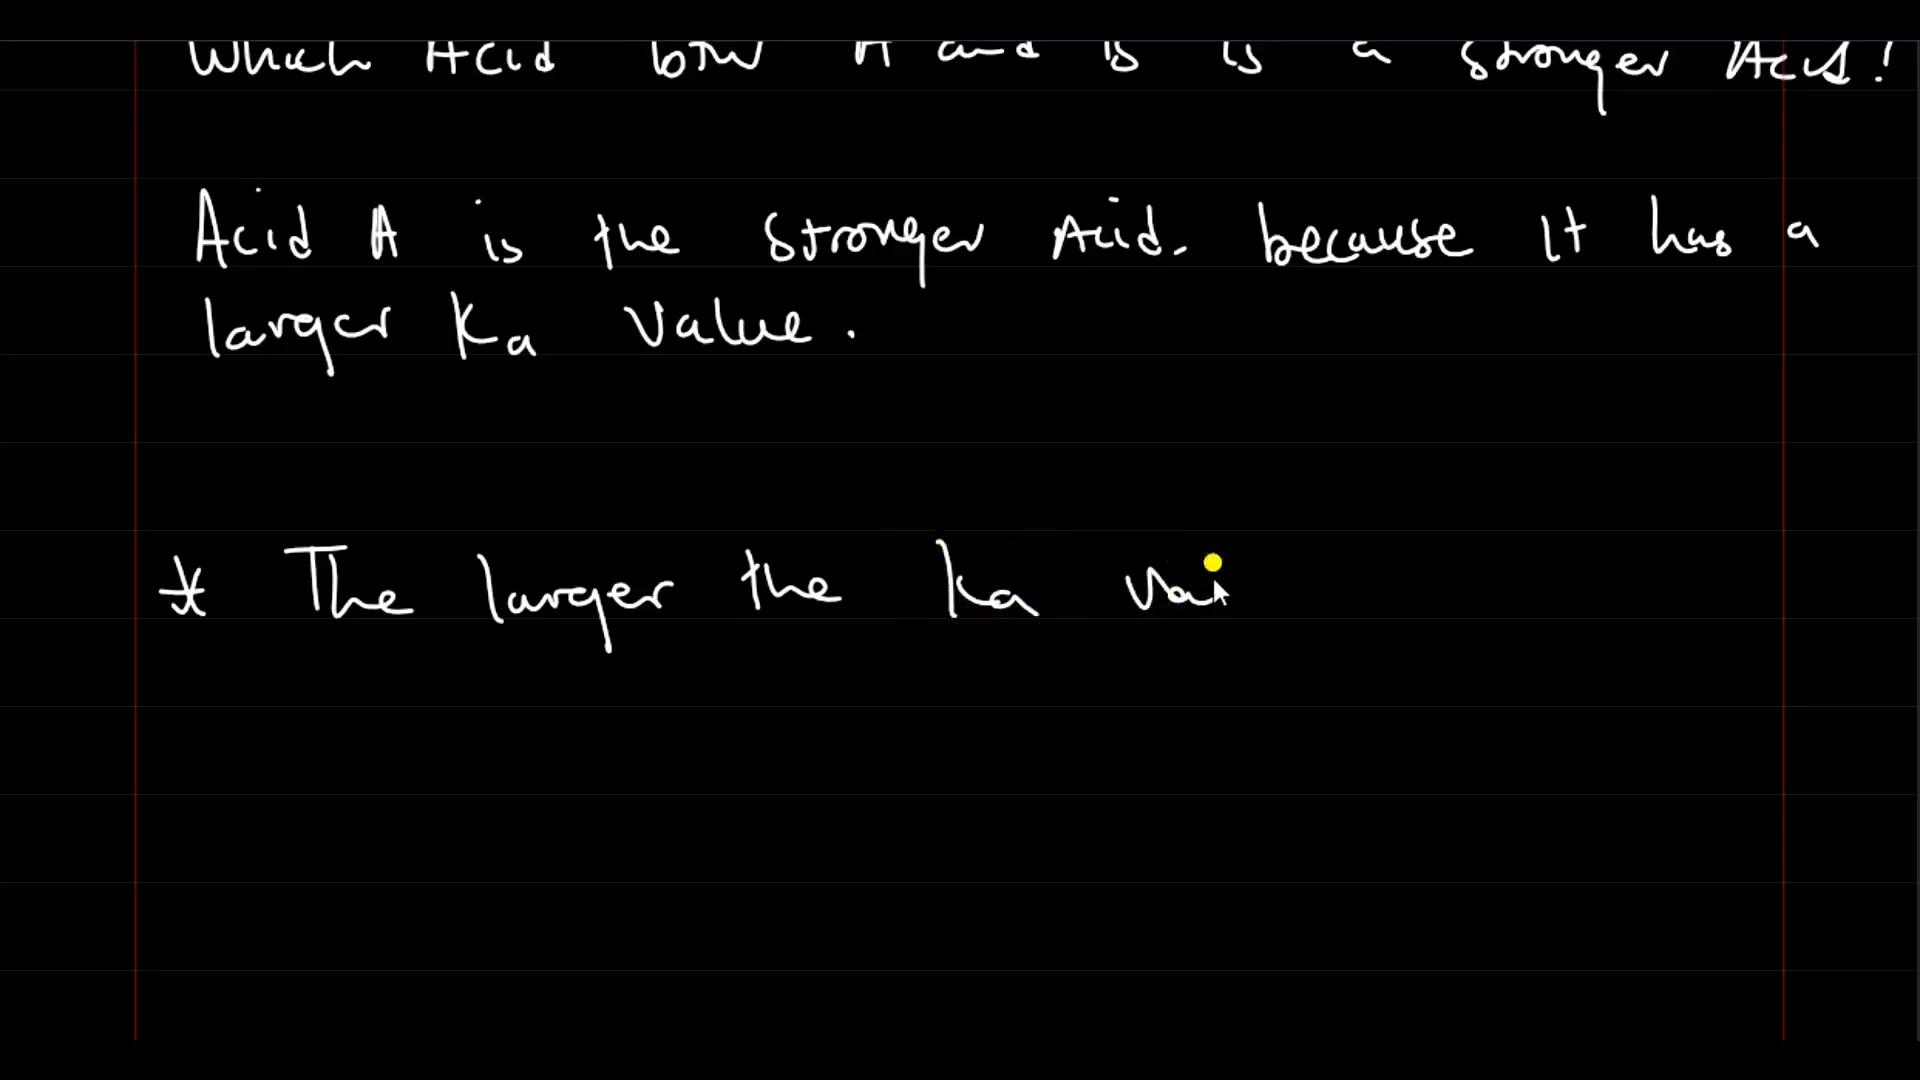 Which Acid btw A and B is a stronger Acid?
Acid A is the stronger Acid. because It has a
larger Ka value.
* The larger the Ka va